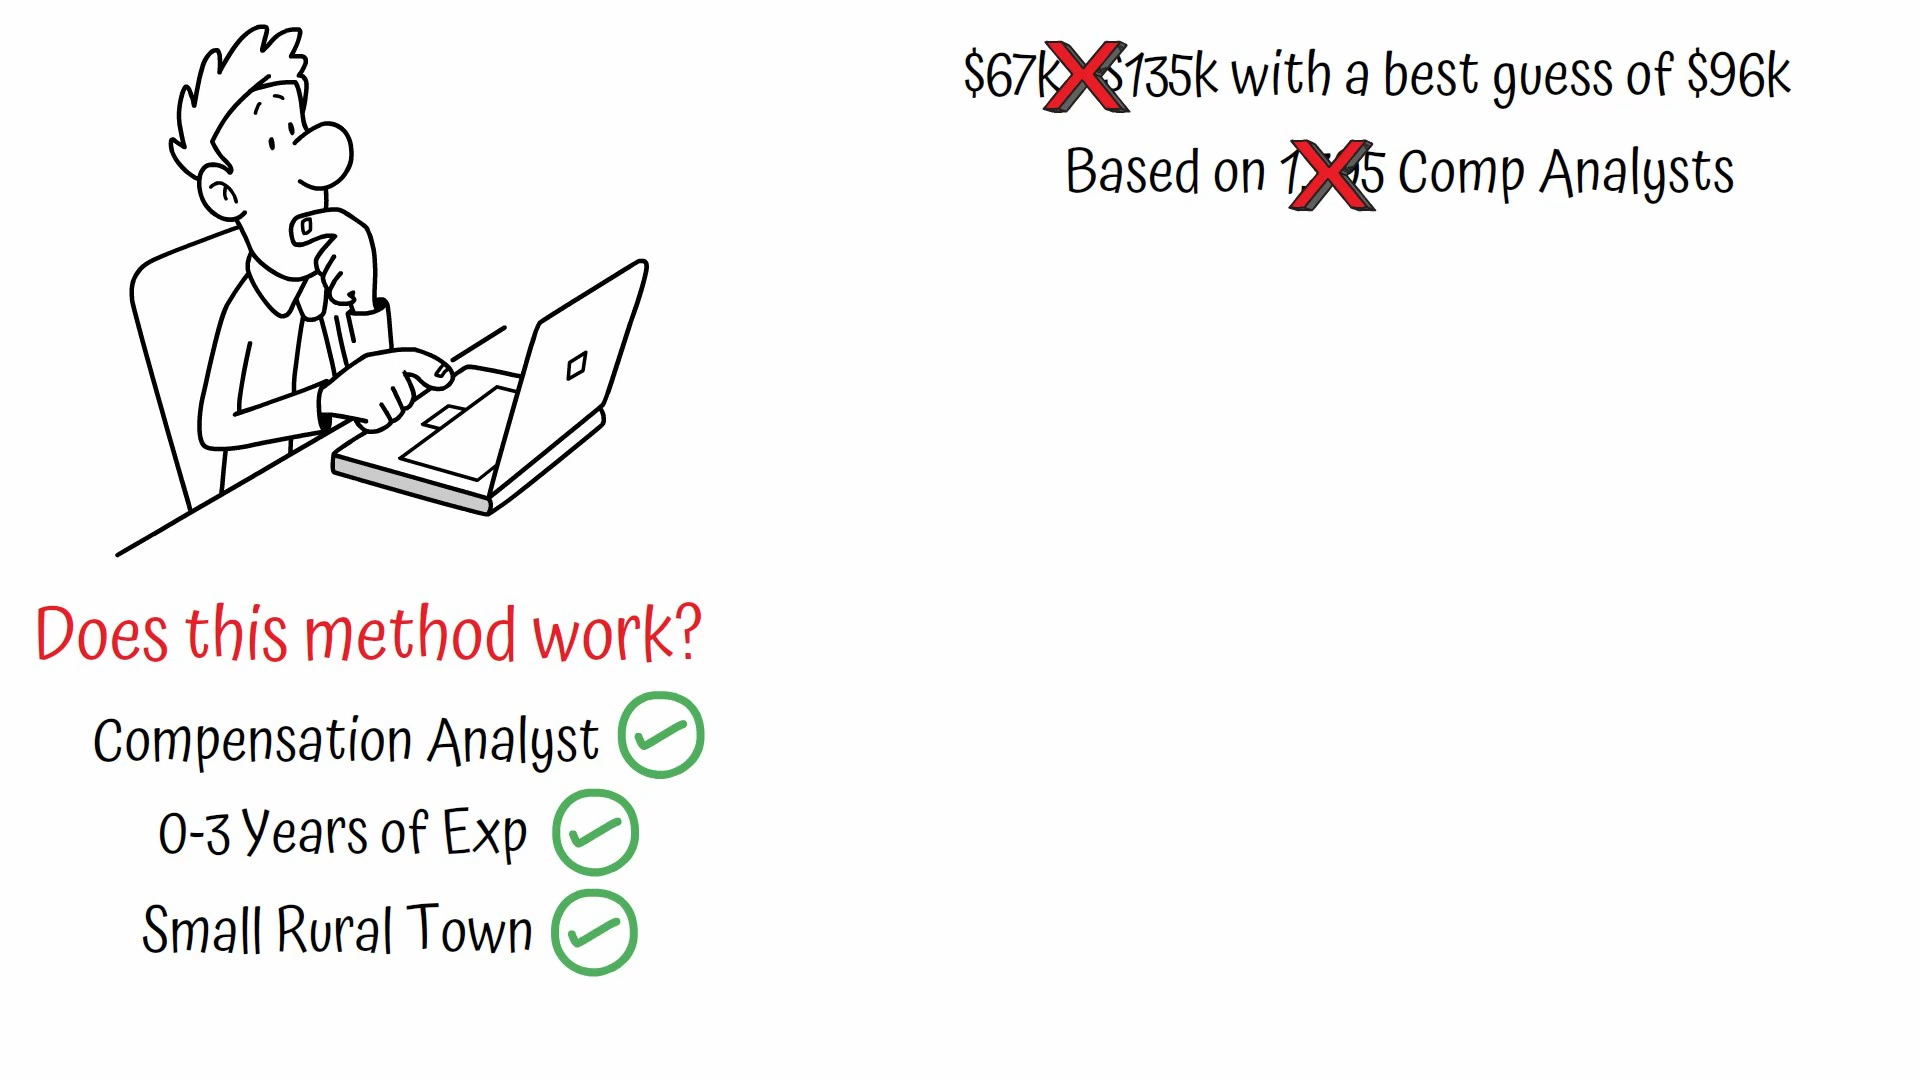 $67k $135k with a best guess of $96k
Based on Comp Analysts
Does this method work?
Compensation Analyst
0-3 Years of Exp
Small Rural Town